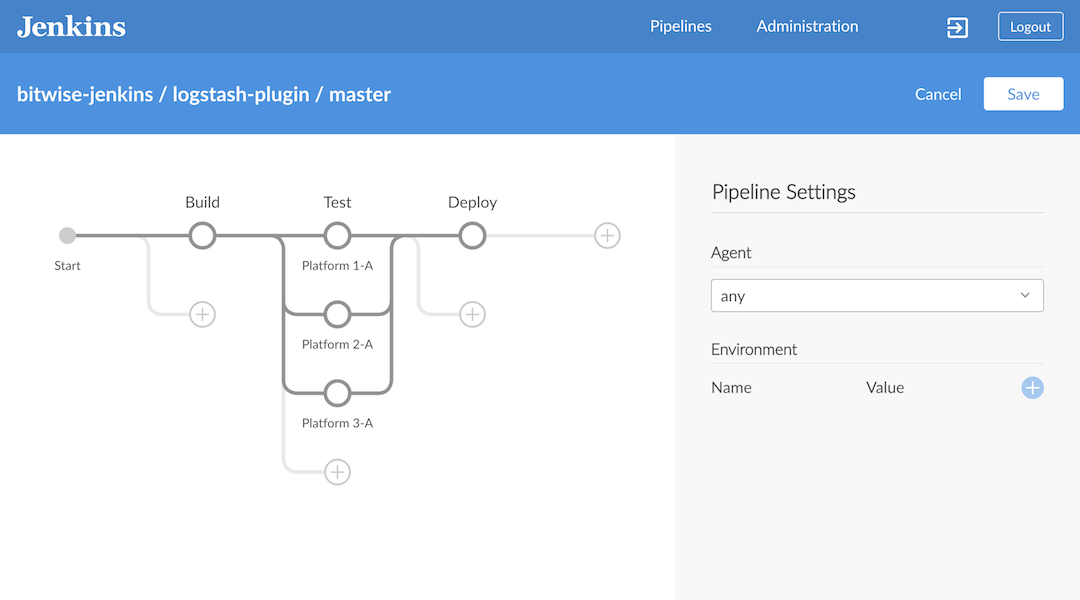 Jenkins
Pipelines
Administration
Logout
bitwise-jenkins / logstash-plugin / master
Cancel
Save
Build
Test
Deploy
Start
Platform 1-A
Platform 2-A
Platform 3-A
Pipeline Settings
Agent
any
Environment
Name
Value